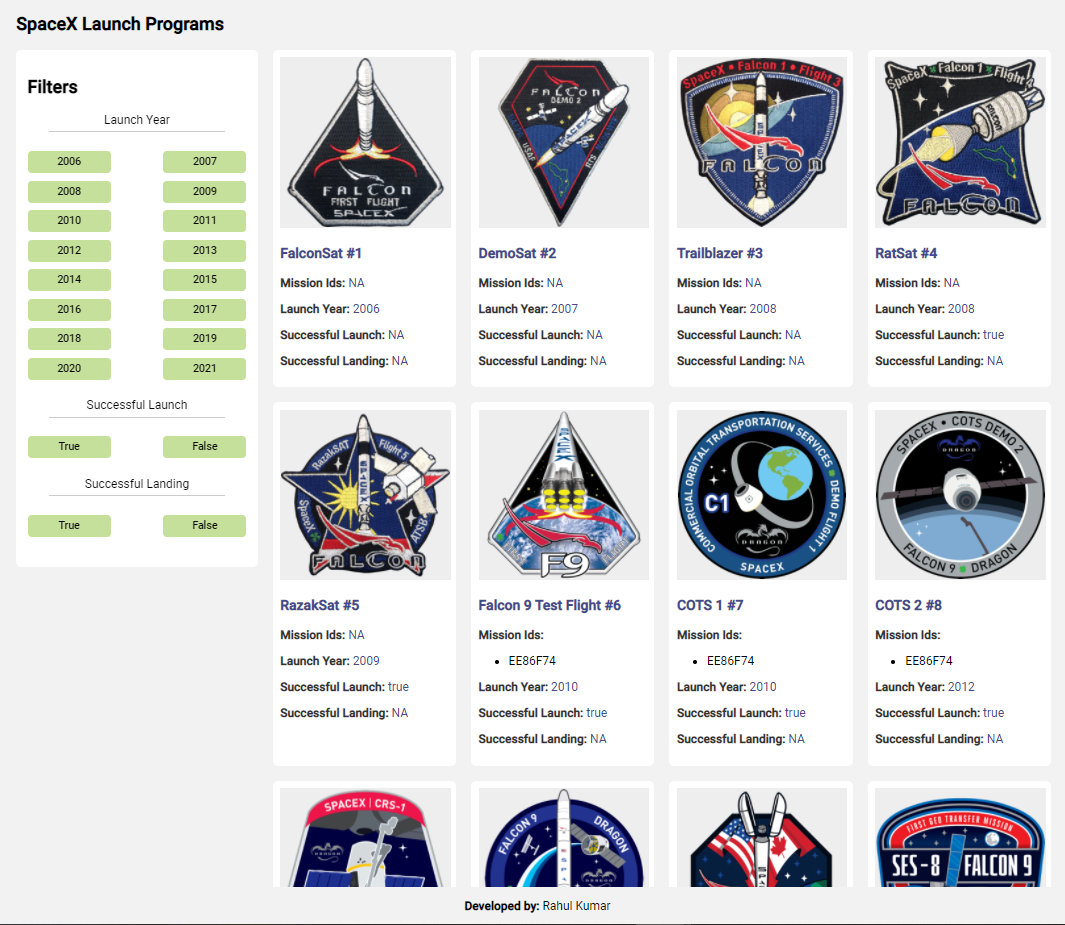 SpaceX Launch Programs
Filters
Launch Year
2006
2007
2008
2009
2010
2011
2012
2013
2014
2015
2016
2017
2018
2019
2020
2021
Successful Launch
True
False
Successful Landing
True
False
FALCON
FIRST FLIGHT
SPACEX
FalconSat #1
Mission Ids: NA
Launch Year: 2006
Successful Launch: NA
Successful Landing: NA
FALCON
DEMO 2
SPACEX
DemoSat #2
Mission Ids: NA
Launch Year: 2007
Successful Launch: NA
Successful Landing: NA
SpaceX • Falcon 1 • Flight 3
SPACEX
FALCON
Trailblazer #3
Mission Ids: NA
Launch Year: 2008
Successful Launch: NA
Successful Landing: NA
SpaceX Falcon 1 Flight 4
FALCON
FALCON
RatSat #4
Mission Ids: NA
Launch Year: 2008
Successful Launch: true
Successful Landing: NA
RazakSAT
Flight 5
SpaceX
ATSB
SPACEX
FALCON
RazakSat #5
Mission Ids: NA
Launch Year: 2009
Successful Launch: true
Successful Landing: NA
SPACEX
F9
Falcon 9 Test Flight #6
Mission Ids:
• EE86F74
Launch Year: 2010
Successful Launch: true
Successful Landing: NA
COMMERCIAL ORBITAL TRANSPORTATION SERVICES
DEMO FLIGHT 1
C1
DRAGON
SPACEX
COTS 1 #7
Mission Ids:
• EE86F74
Launch Year: 2010
Successful Launch: true
Successful Landing: NA
SPACEX • COTS DEMO 2
DRAGON
FALCON 9 DRAGON
COTS 2 #8
Mission Ids:
• EE86F74
Launch Year: 2012
Successful Launch: true
Successful Landing: NA
SPACEX | CRS-1
DRAGON
FALCON 9
DRAGON
DRAGON
FIRST GEO TRANSFER MISSION
SES-8
FALCON 9
Developed by: Rahul Kumar